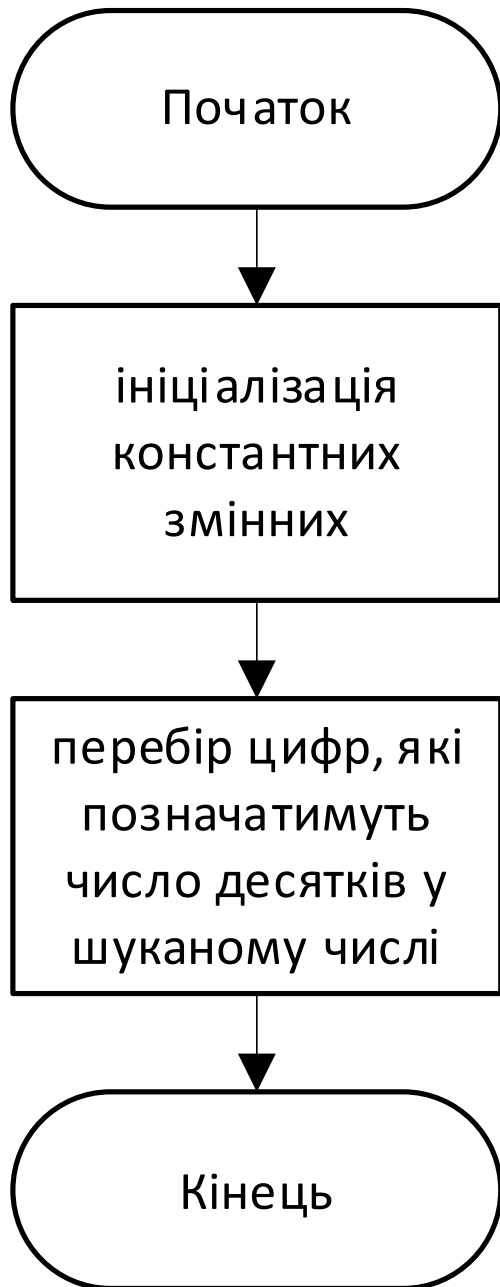 Початок
ініціалізація
константних
змінних
перебір цифр, які
позначатимуть
число десятків у
шуканому числі
Кінець